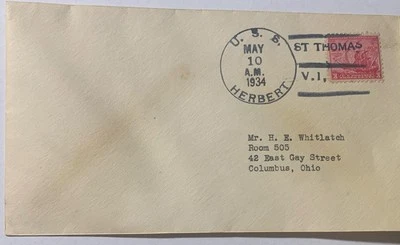 U. S. S.
MAY
10
A.M.
1934
HERBERT
ST THOMAS
V.I.
Mr. H. E. Whitlatch
Room 505
42 East Gay Street
Columbus, Ohio